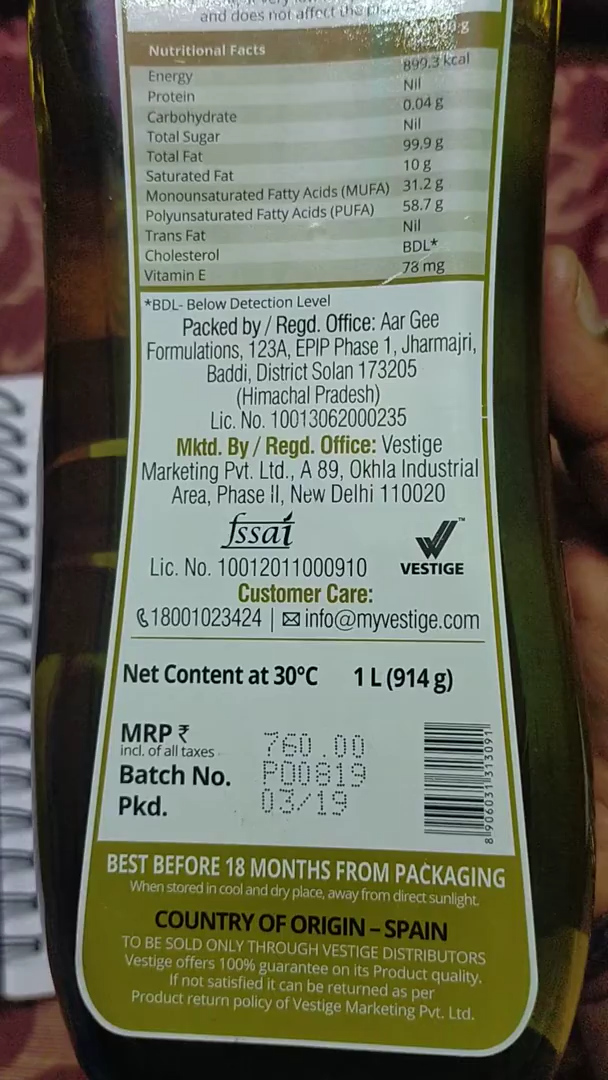 and does not affect the
Nutritional Facts
Energy 899.3 kcal
Protein Nil
Carbohydrate 0.04 g
Total Sugar Nil
Total Fat 99.9 g
Saturated Fat 10 g
Monounsaturated Fatty Acids (MUFA) 31.2 g
Polyunsaturated Fatty Acids (PUFA) 58.7 g
Trans Fat Nil
Cholesterol BDL*
Vitamin E 73 mg
*BDL- Below Detection Level
Packed by / Regd. Office: Aar Gee
Formulations, 123A, EPIP Phase 1, Jharmajri,
Baddi, District Solan 173205
(Himachal Pradesh)
Lic. No. 10013062000235
Mktd. By / Regd. Office: Vestige
Marketing Pvt. Ltd., A 89, Okhla Industrial
Area, Phase II, New Delhi 110020
fssai
Lic. No. 10012011000910
VESTIGE™
Customer Care:
18001023424 | info@myvestige.com
Net Content at 30°C 1 L (914 g)
MRP ₹ 760.00
incl. of all taxes
Batch No. P00819
Pkd. 03/19
8 906031 313091
BEST BEFORE 18 MONTHS FROM PACKAGING
When stored in cool and dry place, away from direct sunlight.
COUNTRY OF ORIGIN – SPAIN
TO BE SOLD ONLY THROUGH VESTIGE DISTRIBUTORS
Vestige offers 100% guarantee on its Product quality.
If not satisfied it can be returned as per
Product return policy of Vestige Marketing Pvt. Ltd.